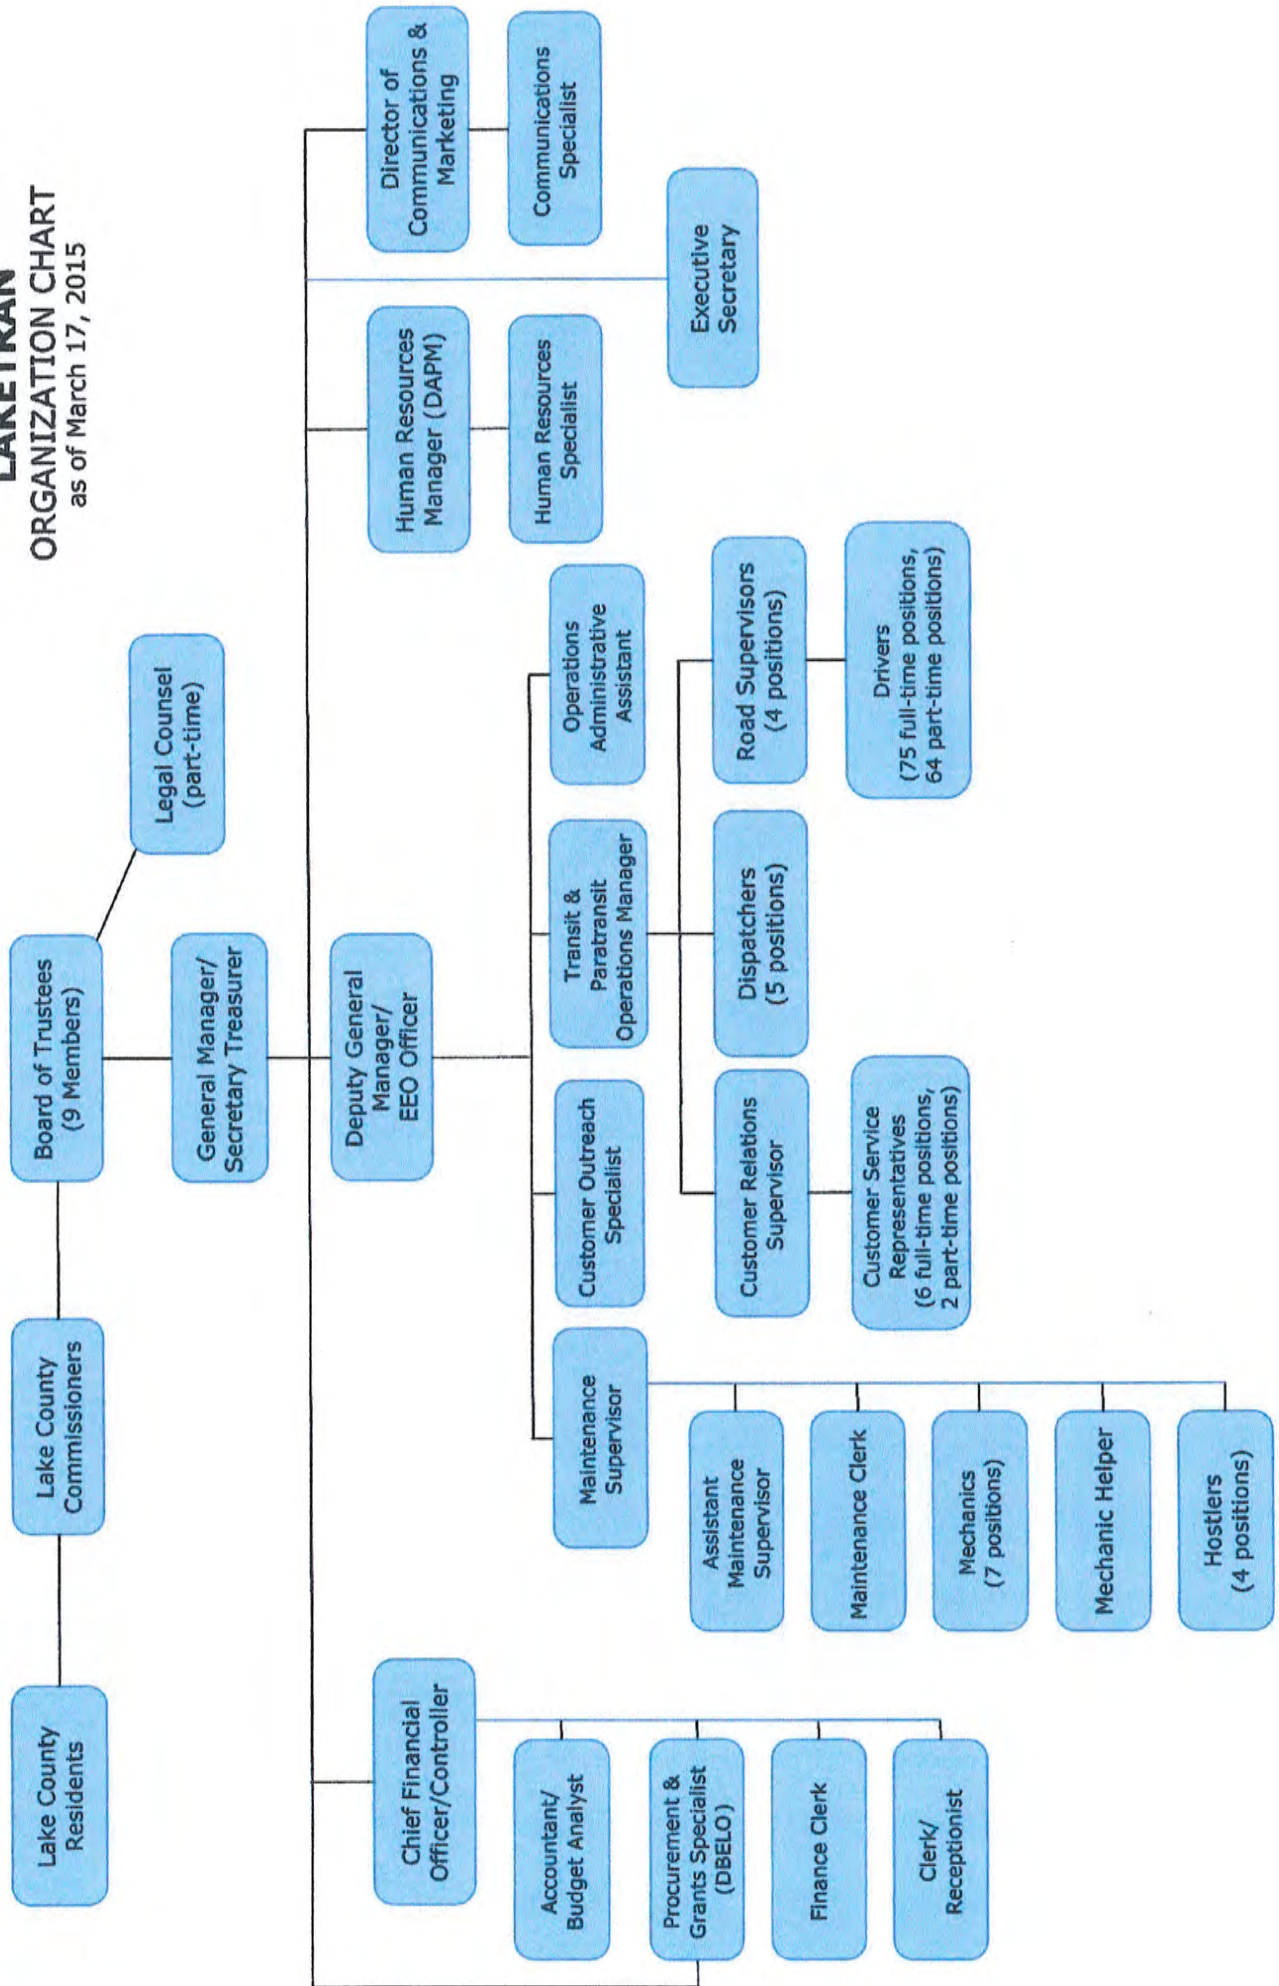 LAKETRAN
ORGANIZATION CHART
as of March 17, 2015
Lake County
Residents
Lake County
Commissioners
Board of Trustees
(9 Members)
Legal Counsel
(part-time)
General Manager/
Secretary Treasurer
Chief Financial
Officer/Controller
Deputy General
Manager/
EEO Officer
Human Resources
Manager (DAPM)
Director of
Communications &
Marketing
Accountant/
Budget Analyst
Procurement &
Grants Specialist
(DBELO)
Finance Clerk
Clerk/
Receptionist
Human Resources
Specialist
Communications
Specialist
Executive
Secretary
Maintenance
Supervisor
Customer Outreach
Specialist
Transit &
Paratransit
Operations Manager
Operations
Administrative
Assistant
Assistant
Maintenance
Supervisor
Maintenance Clerk
Mechanics
(7 positions)
Mechanic Helper
Hostlers
(4 positions)
Customer Relations
Supervisor
Dispatchers
(5 positions)
Road Supervisors
(4 positions)
Customer Service
Representatives
(6 full-time positions,
2 part-time positions)
Drivers
(75 full-time positions,
64 part-time positions)